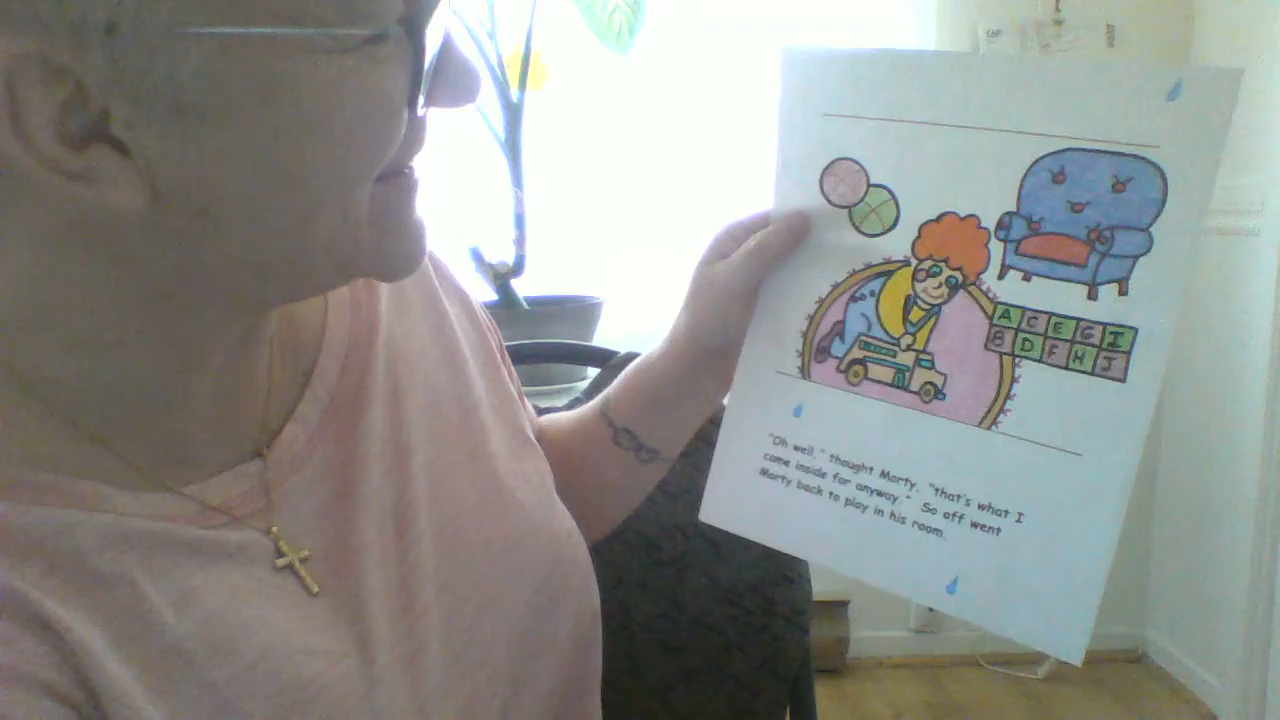 A C E G I
B D F H J
"Oh well," thought Marty, "that's what I
come inside for anyway."  So off went
Marty back to play in his room.